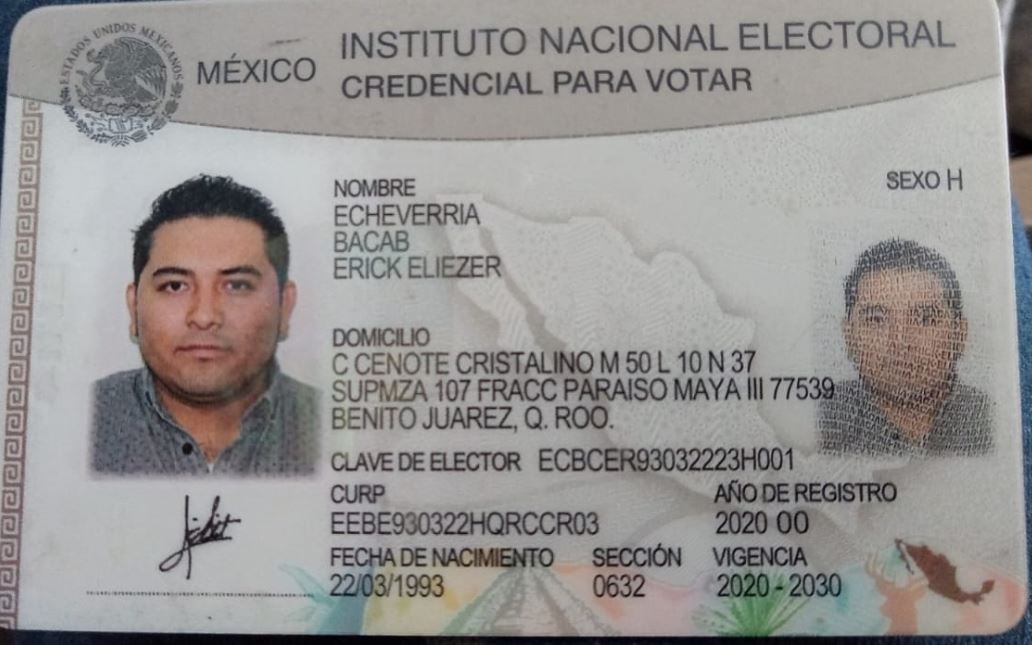 ESTADOS UNIDOS MEXICANOS
MÉXICO
INSTITUTO NACIONAL ELECTORAL
CREDENCIAL PARA VOTAR
SEXO H
NOMBRE
ECHEVERRIA
BACAB
ERICK ELIEZER
DOMICILIO
C CENOTE CRISTALINO M 50 L 10 N 37
SUPMZA 107 FRACC PARAISO MAYA III 77539
BENITO JUAREZ, Q. ROO.
CLAVE DE ELECTOR ECBCER93032223H001
CURP
EEBE930322HQRCCR03
AÑO DE REGISTRO
2020 00
FECHA DE NACIMIENTO
22/03/1993
SECCIÓN
0632
VIGENCIA
2020 - 2030